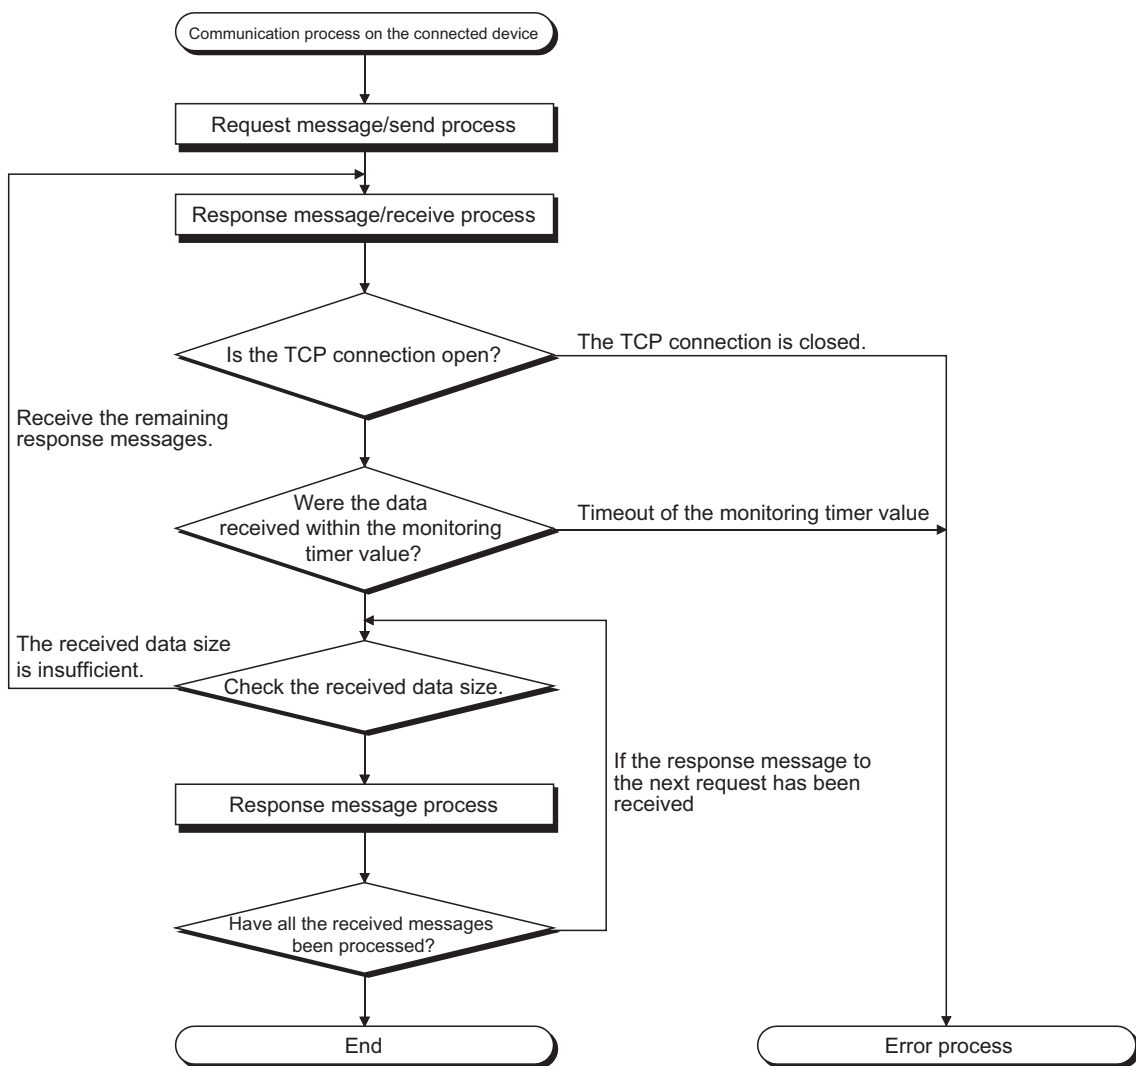 Communication process on the connected device
Request message/send process
Response message/receive process
Is the TCP connection open?
The TCP connection is closed.
Receive the remaining
response messages.
Were the data
received within the monitoring
timer value?
Timeout of the monitoring timer value
The received data size
is insufficient.
Check the received data size.
If the response message to
the next request has been
received
Response message process
Have all the received messages
been processed?
End
Error process